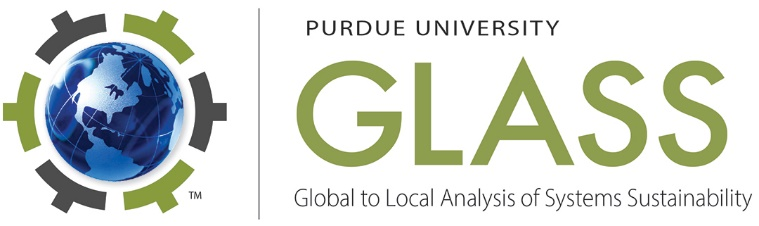 PURDUE UNIVERSITY
GLASS
Global to Local Analysis of Systems Sustainability
TM